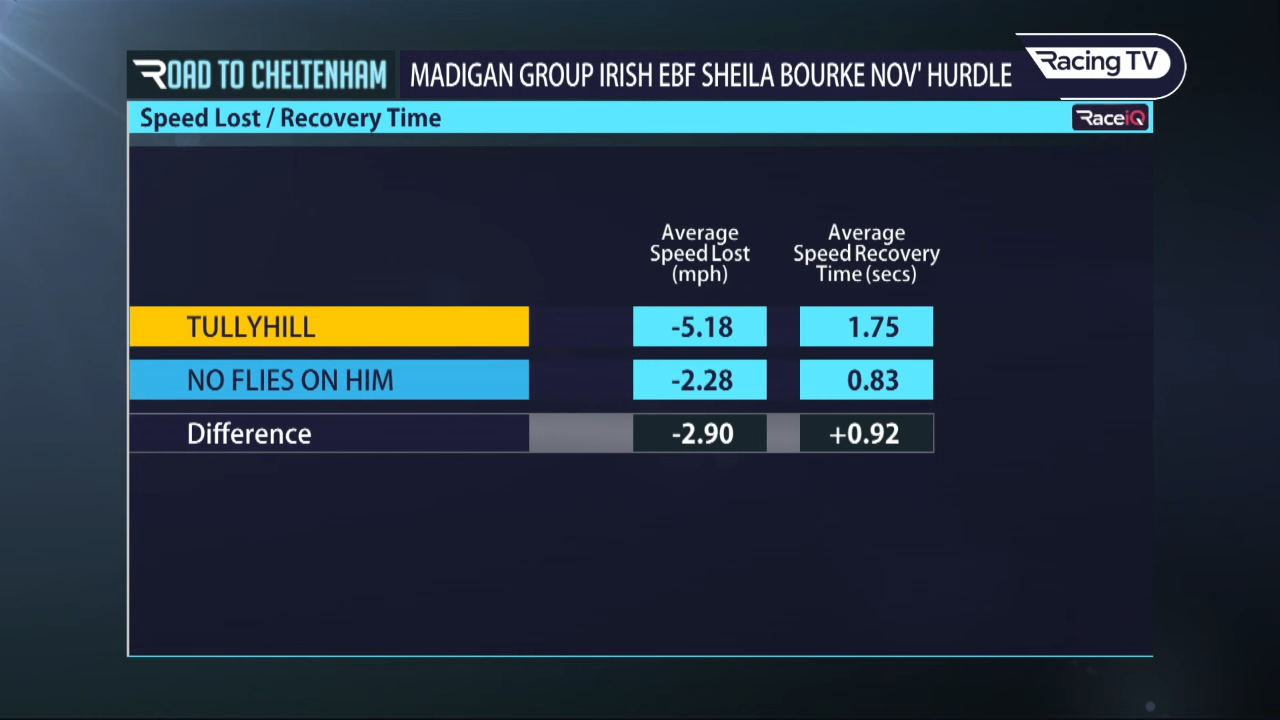 ROAD TO CHELTENHAM MADIGAN GROUP IRISH EBF SHEILA BOURKE NOV' HURDLE
Racing TV
Speed Lost / Recovery Time
RaceiQ
Average Speed Lost (mph)
Average Speed Recovery Time (secs)
TULLYHILL -5.18 1.75
NO FLIES ON HIM -2.28 0.83
Difference -2.90 +0.92